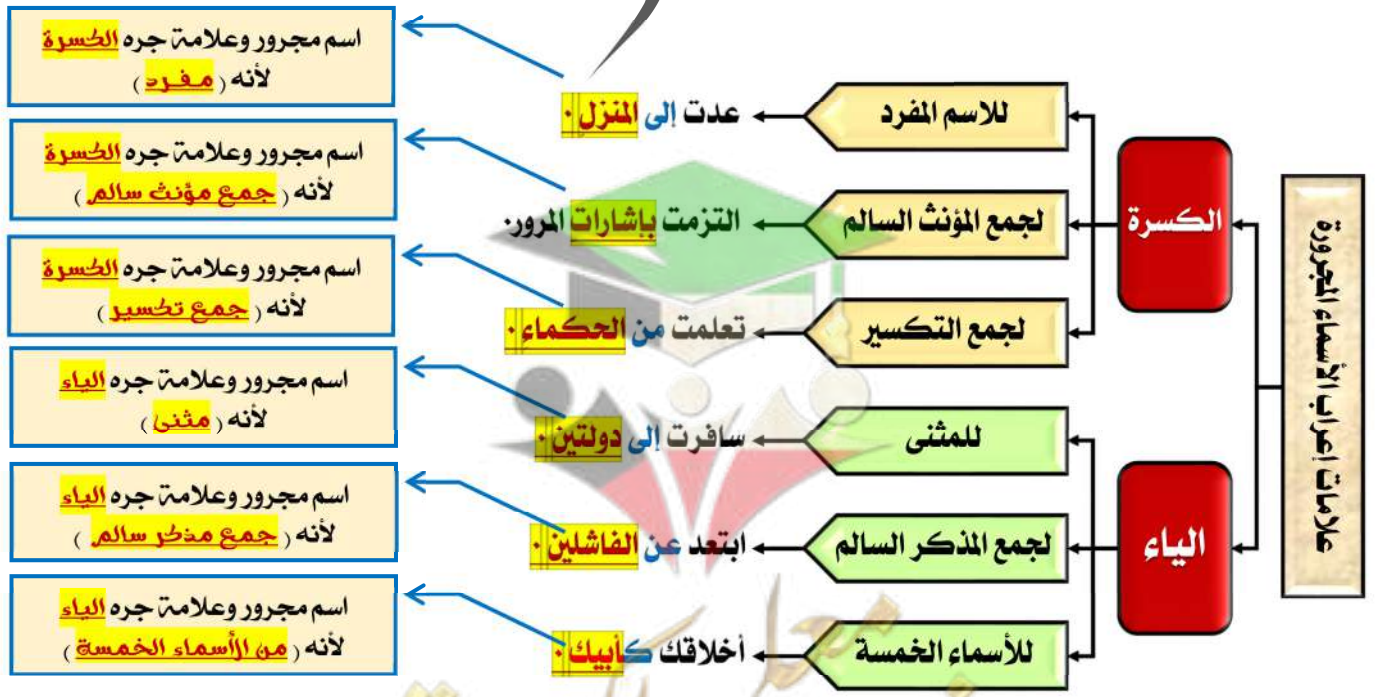 علامات إعراب الأسماء المجرورة
الكسرة
للاسم المفرد
عدت إلى المنزل.
اسم مجرور وعلامة جره الكسرة
لأنه ( مفرد )
لجمع المؤنث السالم
التزمت بإشارات المرور.
اسم مجرور وعلامة جره الكسرة
لأنه ( جمع مؤنث سالم )
لجمع التكسير
تعلمت من الحكماء.
اسم مجرور وعلامة جره الكسرة
لأنه ( جمع تكسير )
الياء
للمثنى
سافرت إلى دولتين.
اسم مجرور وعلامة جره الياء
لأنه ( مثنى )
لجمع المذكر السالم
ابتعد عن الفاشلين.
اسم مجرور وعلامة جره الياء
لأنه ( جمع مذكر سالم )
للأسماء الخمسة
أخلاقك كأبيك.
اسم مجرور وعلامة جره الياء
لأنه ( من الأسماء الخمسة )